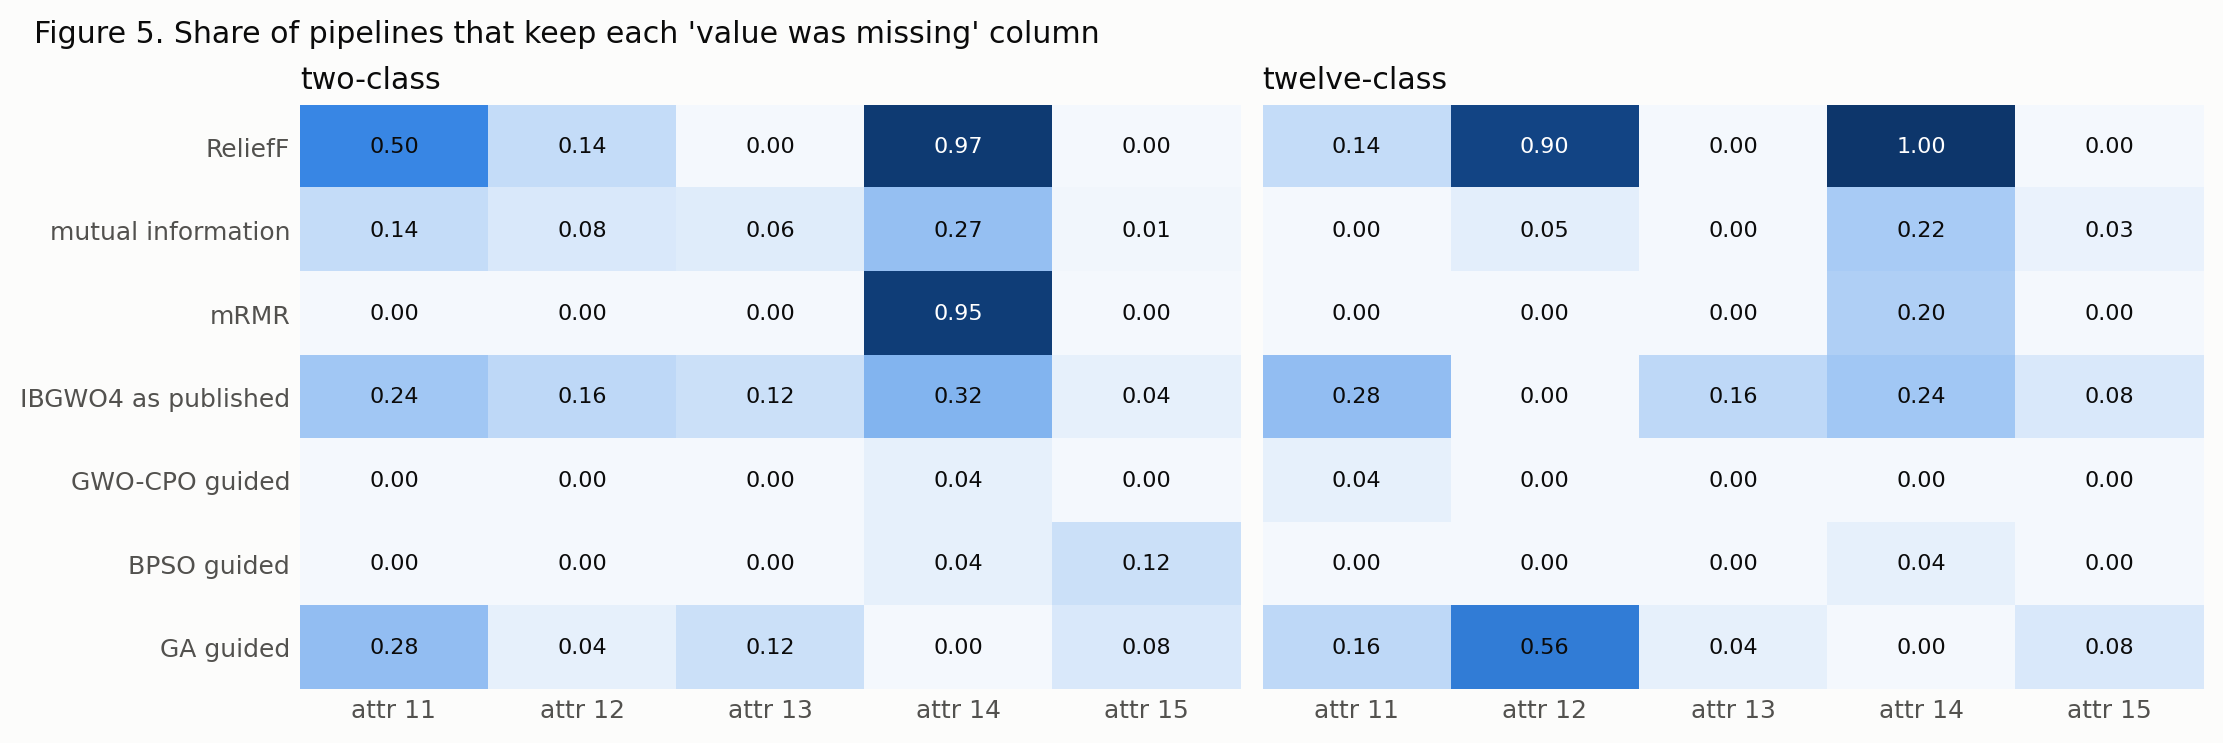 Figure 5. Share of pipelines that keep each 'value was missing' column
two-class twelve-class
ReliefF 0.50 0.14 0.00 0.97 0.00 0.14 0.90 0.00 1.00 0.00
mutual information 0.14 0.08 0.06 0.27 0.01 0.00 0.05 0.00 0.22 0.03
mRMR 0.00 0.00 0.00 0.95 0.00 0.00 0.00 0.00 0.20 0.00
IBGWO4 as published 0.24 0.16 0.12 0.32 0.04 0.28 0.00 0.16 0.24 0.08
GWO-CPO guided 0.00 0.00 0.00 0.04 0.00 0.04 0.00 0.00 0.00 0.00
BPSO guided 0.00 0.00 0.00 0.04 0.12 0.00 0.00 0.00 0.04 0.00
GA guided 0.28 0.04 0.12 0.00 0.08 0.16 0.56 0.04 0.00 0.08
attr 11 attr 12 attr 13 attr 14 attr 15 attr 11 attr 12 attr 13 attr 14 attr 15